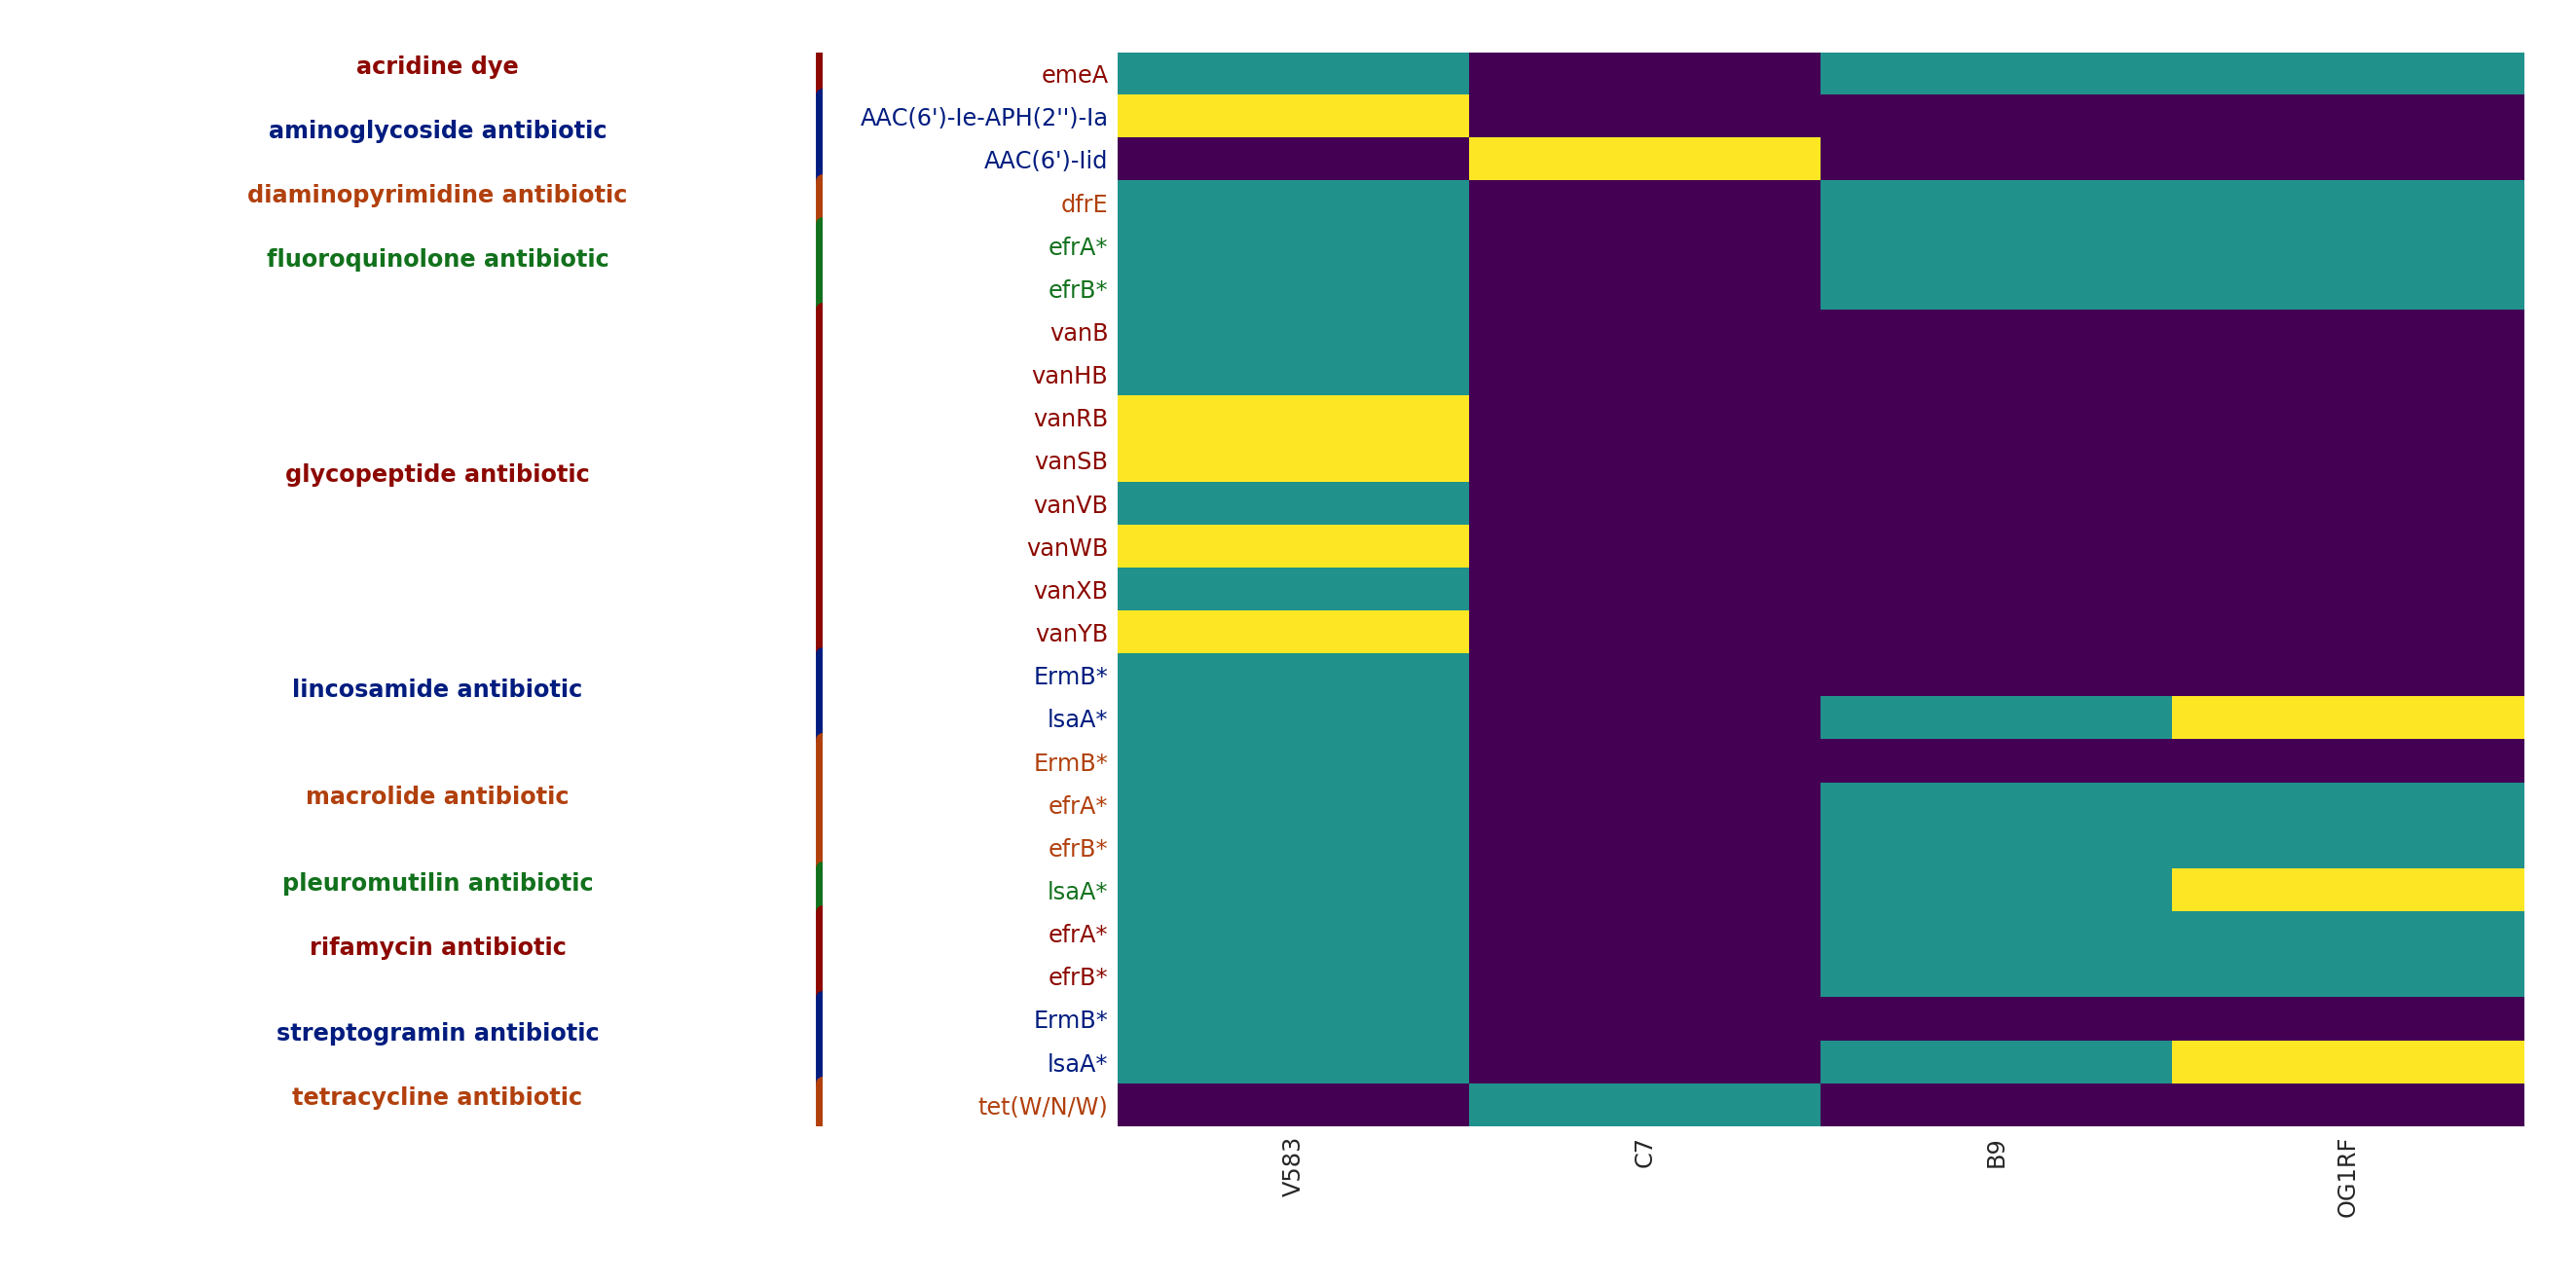 acridine dye
aminoglycoside antibiotic
diaminopyrimidine antibiotic
fluoroquinolone antibiotic
glycopeptide antibiotic
lincosamide antibiotic
macrolide antibiotic
pleuromutilin antibiotic
rifamycin antibiotic
streptogramin antibiotic
tetracycline antibiotic
emeA
AAC(6')-Ie-APH(2'')-Ia
AAC(6')-Iid
dfrE
efrA*
efrB*
vanB
vanHB
vanRB
vanSB
vanVB
vanWB
vanXB
vanYB
ErmB*
lsaA*
ErmB*
efrA*
efrB*
lsaA*
efrA*
efrB*
ErmB*
lsaA*
tet(W/N/W)
V583
C7
B9
OG1RF